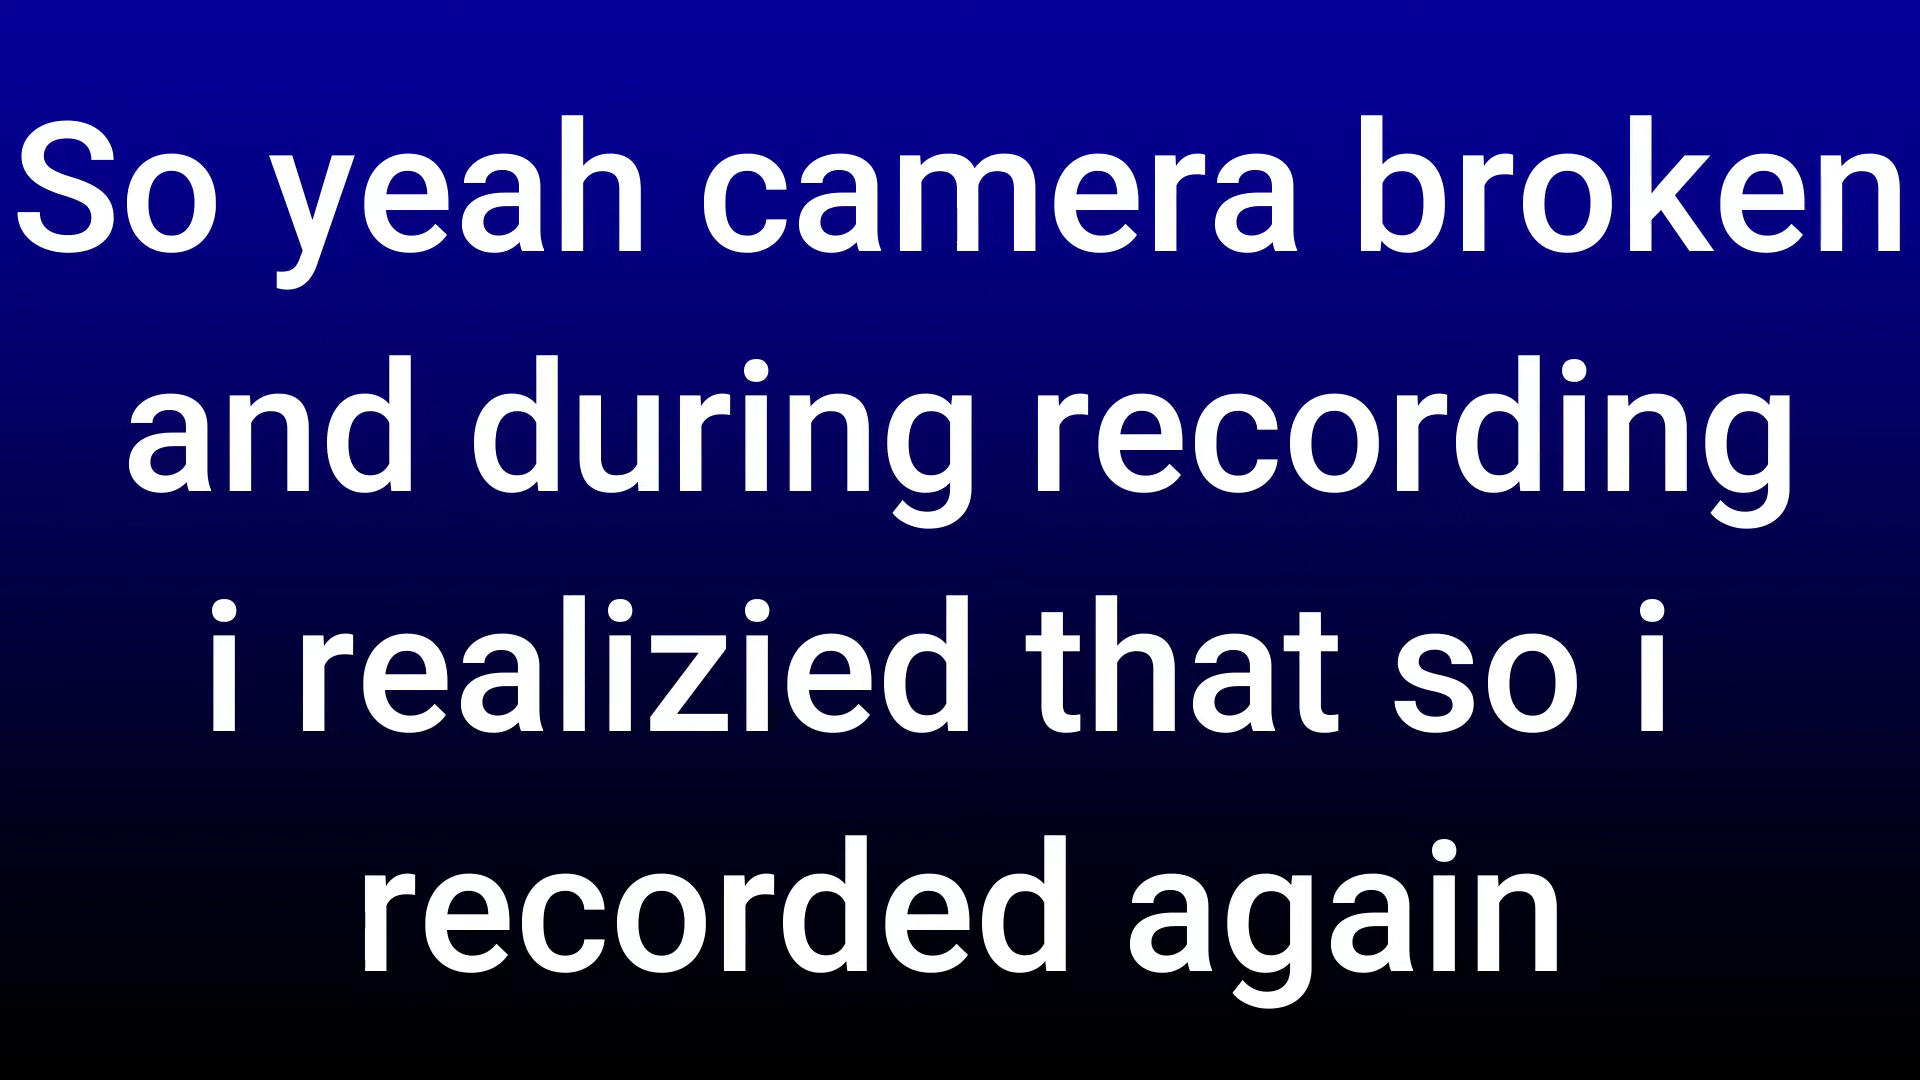 So yeah camera broken
and during recording
i realizied that so i
recorded again